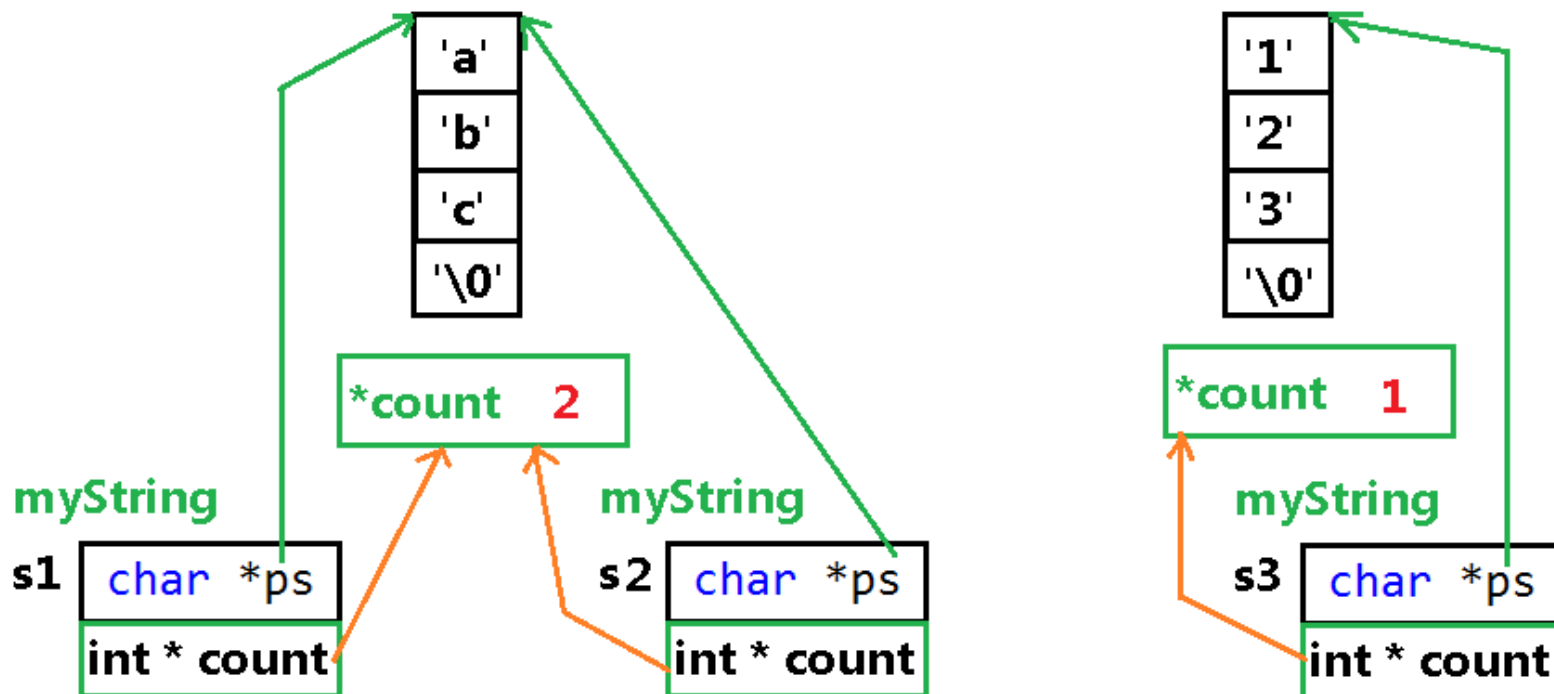 'a' '1'
'b' '2'
'c' '3'
'\0' '\0'
*count 2 *count 1
myString myString myString
s1 char *ps s2 char *ps s3 char *ps
int * count int * count int * count